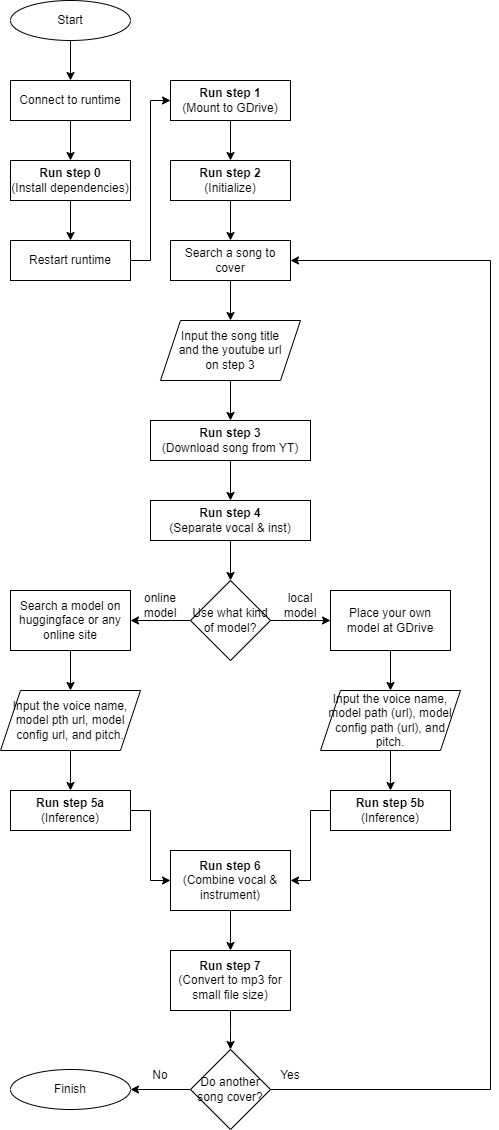 Start
Connect to runtime
Run step 0
(Install dependencies)
Restart runtime
Run step 1
(Mount to GDrive)
Run step 2
(Initialize)
Search a song to
cover
Input the song title
and the youtube url
on step 3
Run step 3
(Download song from YT)
Run step 4
(Separate vocal & inst)
Use what kind
of model?
online
model
local
model
Search a model on
huggingface or any
online site
Place your own
model at GDrive
Input the voice name,
model pth url, model
config url, and pitch.
Input the voice name,
model path (url), model
config path (url), and
pitch.
Run step 5a
(Inference)
Run step 5b
(Inference)
Run step 6
(Combine vocal &
instrument)
Run step 7
(Convert to mp3 for
small file size)
Do another
song cover?
No
Yes
Finish